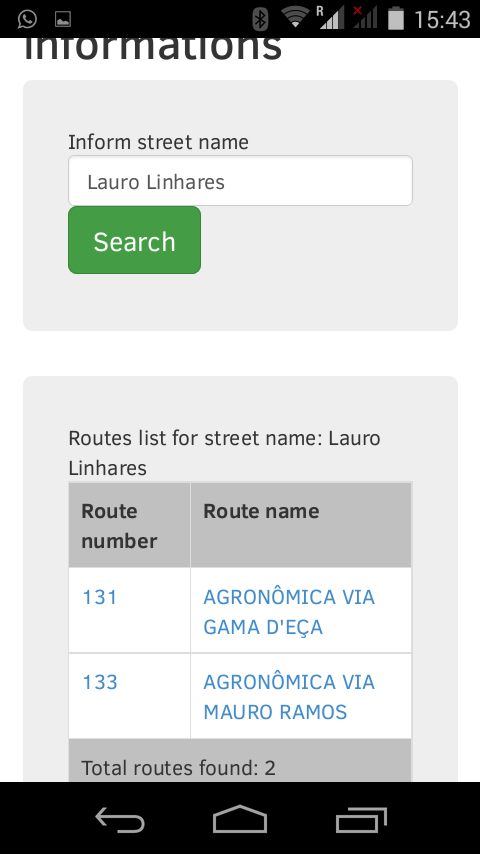 R
15:43
Informations
Inform street name
Lauro Linhares
Search
Routes list for street name: Lauro
Linhares
Route
number
Route name
131
AGRONÔMICA VIA
GAMA D'EÇA
133
AGRONÔMICA VIA
MAURO RAMOS
Total routes found: 2